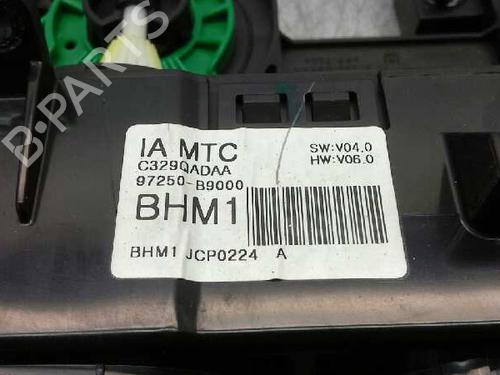 B-PARTS
IA MTC
C329QADAA
97250-B9000
BHM1
SW:V04.0
HW:V06.0
BHM1 JCP0224 A